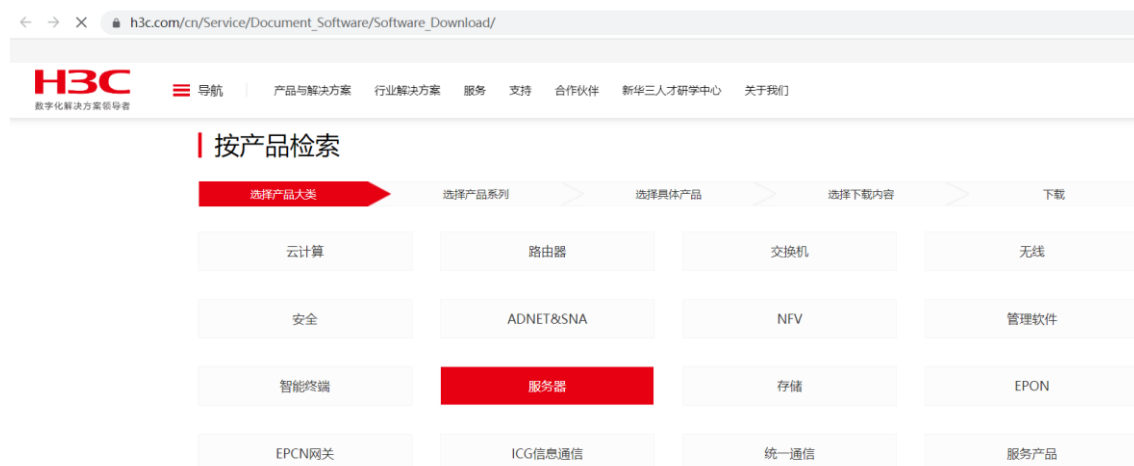 h3c.com/cn/Service/Document_Software/Software_Download/
H3C
数字化解决方案领导者
导航 产品与解决方案 行业解决方案 服务 支持 合作伙伴 新华三人才研学中心 关于我们
按产品检索
选择产品大类 选择产品系列 选择具体产品 选择下载内容 下载
云计算 路由器 交换机 无线
安全 ADNET&SNA NFV 管理软件
智能终端 服务器 存储 EPON
EPCN网关 ICG信息通信 统一通信 服务产品